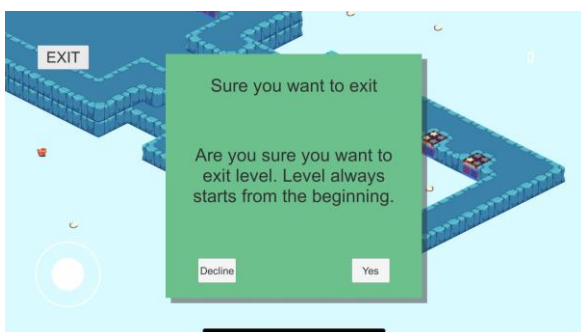 EXIT
Sure you want to exit
Are you sure you want to
exit level. Level always
starts from the beginning.
Decline
Yes